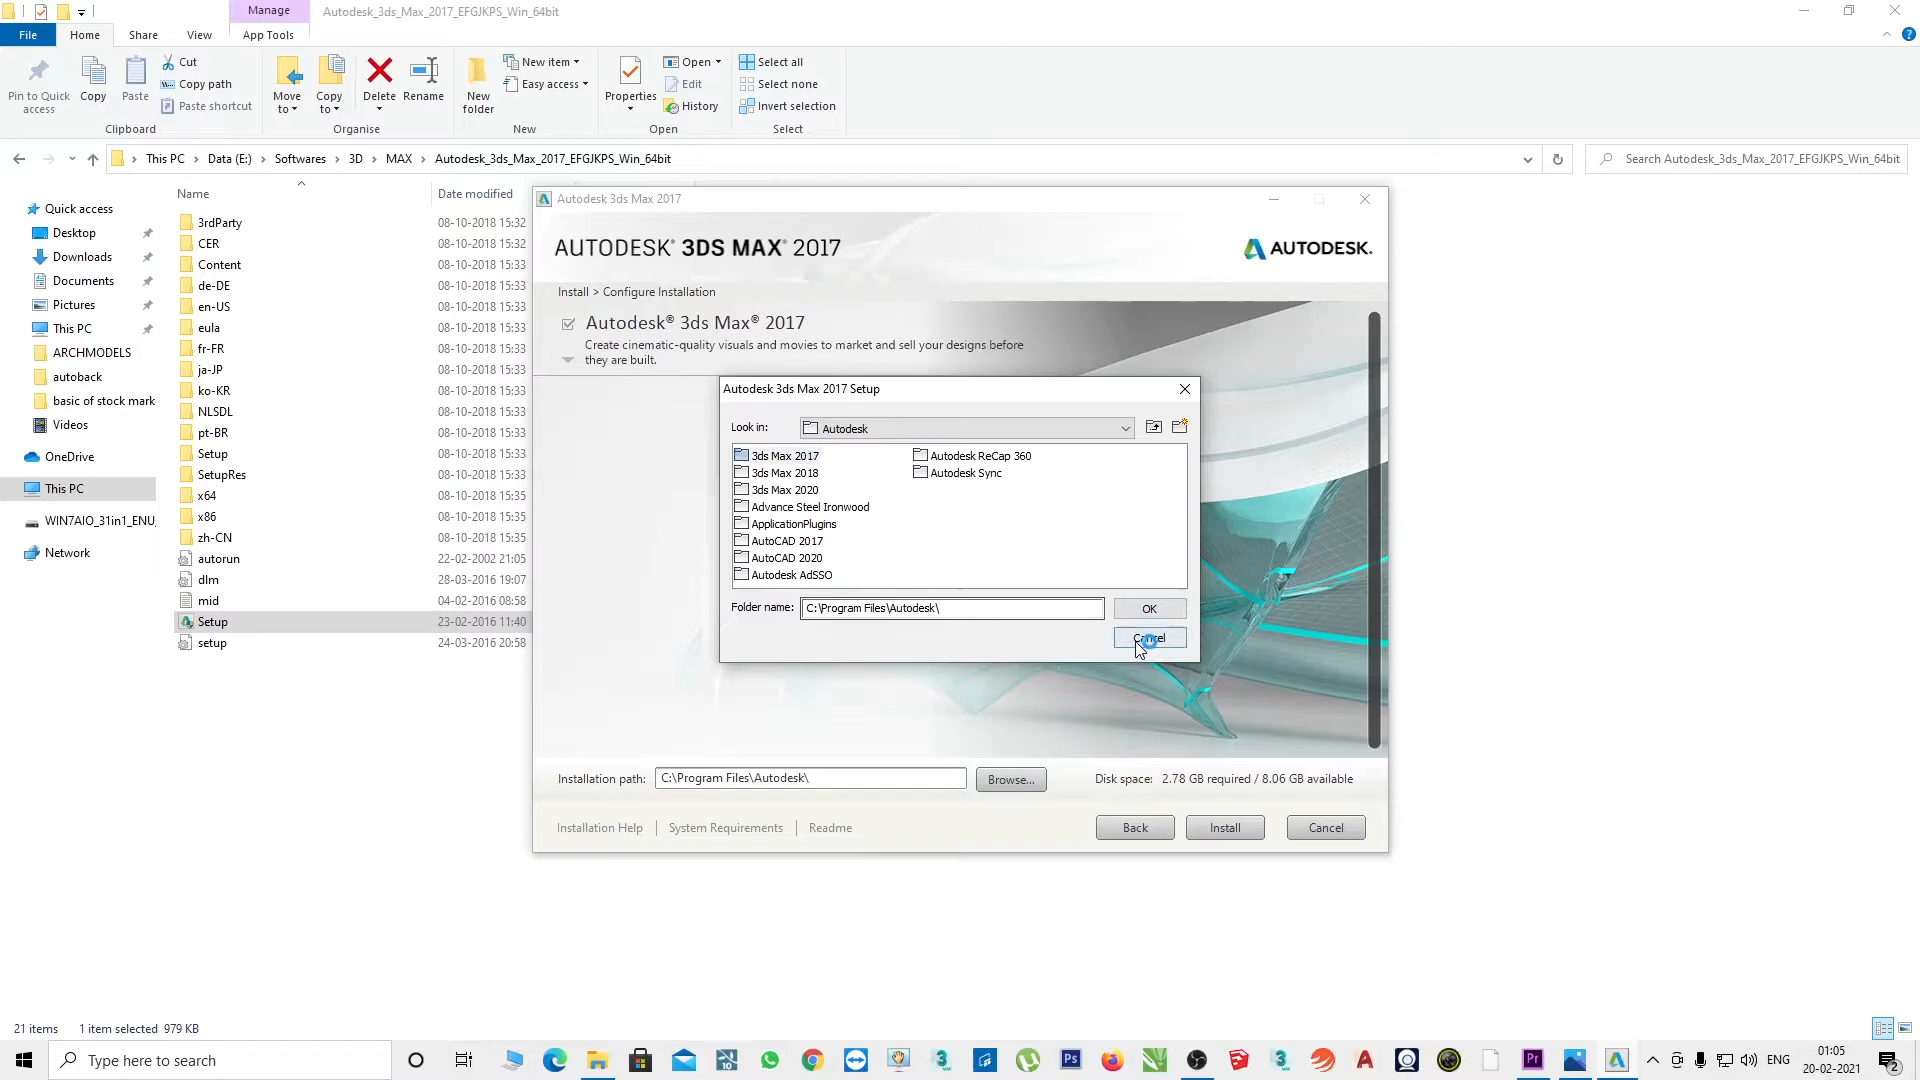 Manage
Autodesk_3ds_Max_2017_EFGJKPS_Win_64bit
File
Home
Share
View
App Tools
Pin to Quick access
Copy
Paste
Cut
Copy path
Paste shortcut
Clipboard
Move to
Copy to
Delete
Rename
Organise
New folder
New item
Easy access
New
Properties
Open
Edit
History
Open
Select all
Select none
Invert selection
Select
This PC
Data (E:)
Softwares
3D
MAX
Autodesk_3ds_Max_2017_EFGJKPS_Win_64bit
Search Autodesk_3ds_Max_2017_EFGJKPS_Win_64bit
Quick access
Desktop
Downloads
Documents
Pictures
This PC
ARCHMODELS
autoback
basic of stock mark
Videos
OneDrive
This PC
WIN7AIO_31in1_ENU
Network
Name Date modified
3rdParty 08-10-2018 15:32
CER 08-10-2018 15:32
Content 08-10-2018 15:33
de-DE 08-10-2018 15:33
en-US 08-10-2018 15:33
eula 08-10-2018 15:33
fr-FR 08-10-2018 15:33
ja-JP 08-10-2018 15:33
ko-KR 08-10-2018 15:33
NLSDL 08-10-2018 15:33
pt-BR 08-10-2018 15:33
Setup 08-10-2018 15:33
SetupRes 08-10-2018 15:33
x64 08-10-2018 15:35
x86 08-10-2018 15:35
zh-CN 08-10-2018 15:35
autorun 22-02-2002 21:05
dlm 28-03-2016 19:07
mid 04-02-2016 08:58
Setup 23-02-2016 11:40
setup 24-03-2016 20:58
Autodesk 3ds Max 2017
AUTODESK® 3DS MAX® 2017
AUTODESK.
Install > Configure Installation
Autodesk® 3ds Max® 2017
Create cinematic-quality visuals and movies to market and sell your designs before
they are built.
Autodesk 3ds Max 2017 Setup
Look in:
Autodesk
3ds Max 2017
3ds Max 2018
3ds Max 2020
Advance Steel Ironwood
ApplicationPlugins
AutoCAD 2017
AutoCAD 2020
Autodesk AdSSO
Autodesk ReCap 360
Autodesk Sync
Folder name:
C:\Program Files\Autodesk\
OK
Cancel
Installation path:
C:\Program Files\Autodesk\
Browse...
Disk space: 2.78 GB required / 8.06 GB available
Installation Help
System Requirements
Readme
Back
Install
Cancel
21 items
1 item selected 979 KB
Type here to search
ENG
01:05
20-02-2021
2